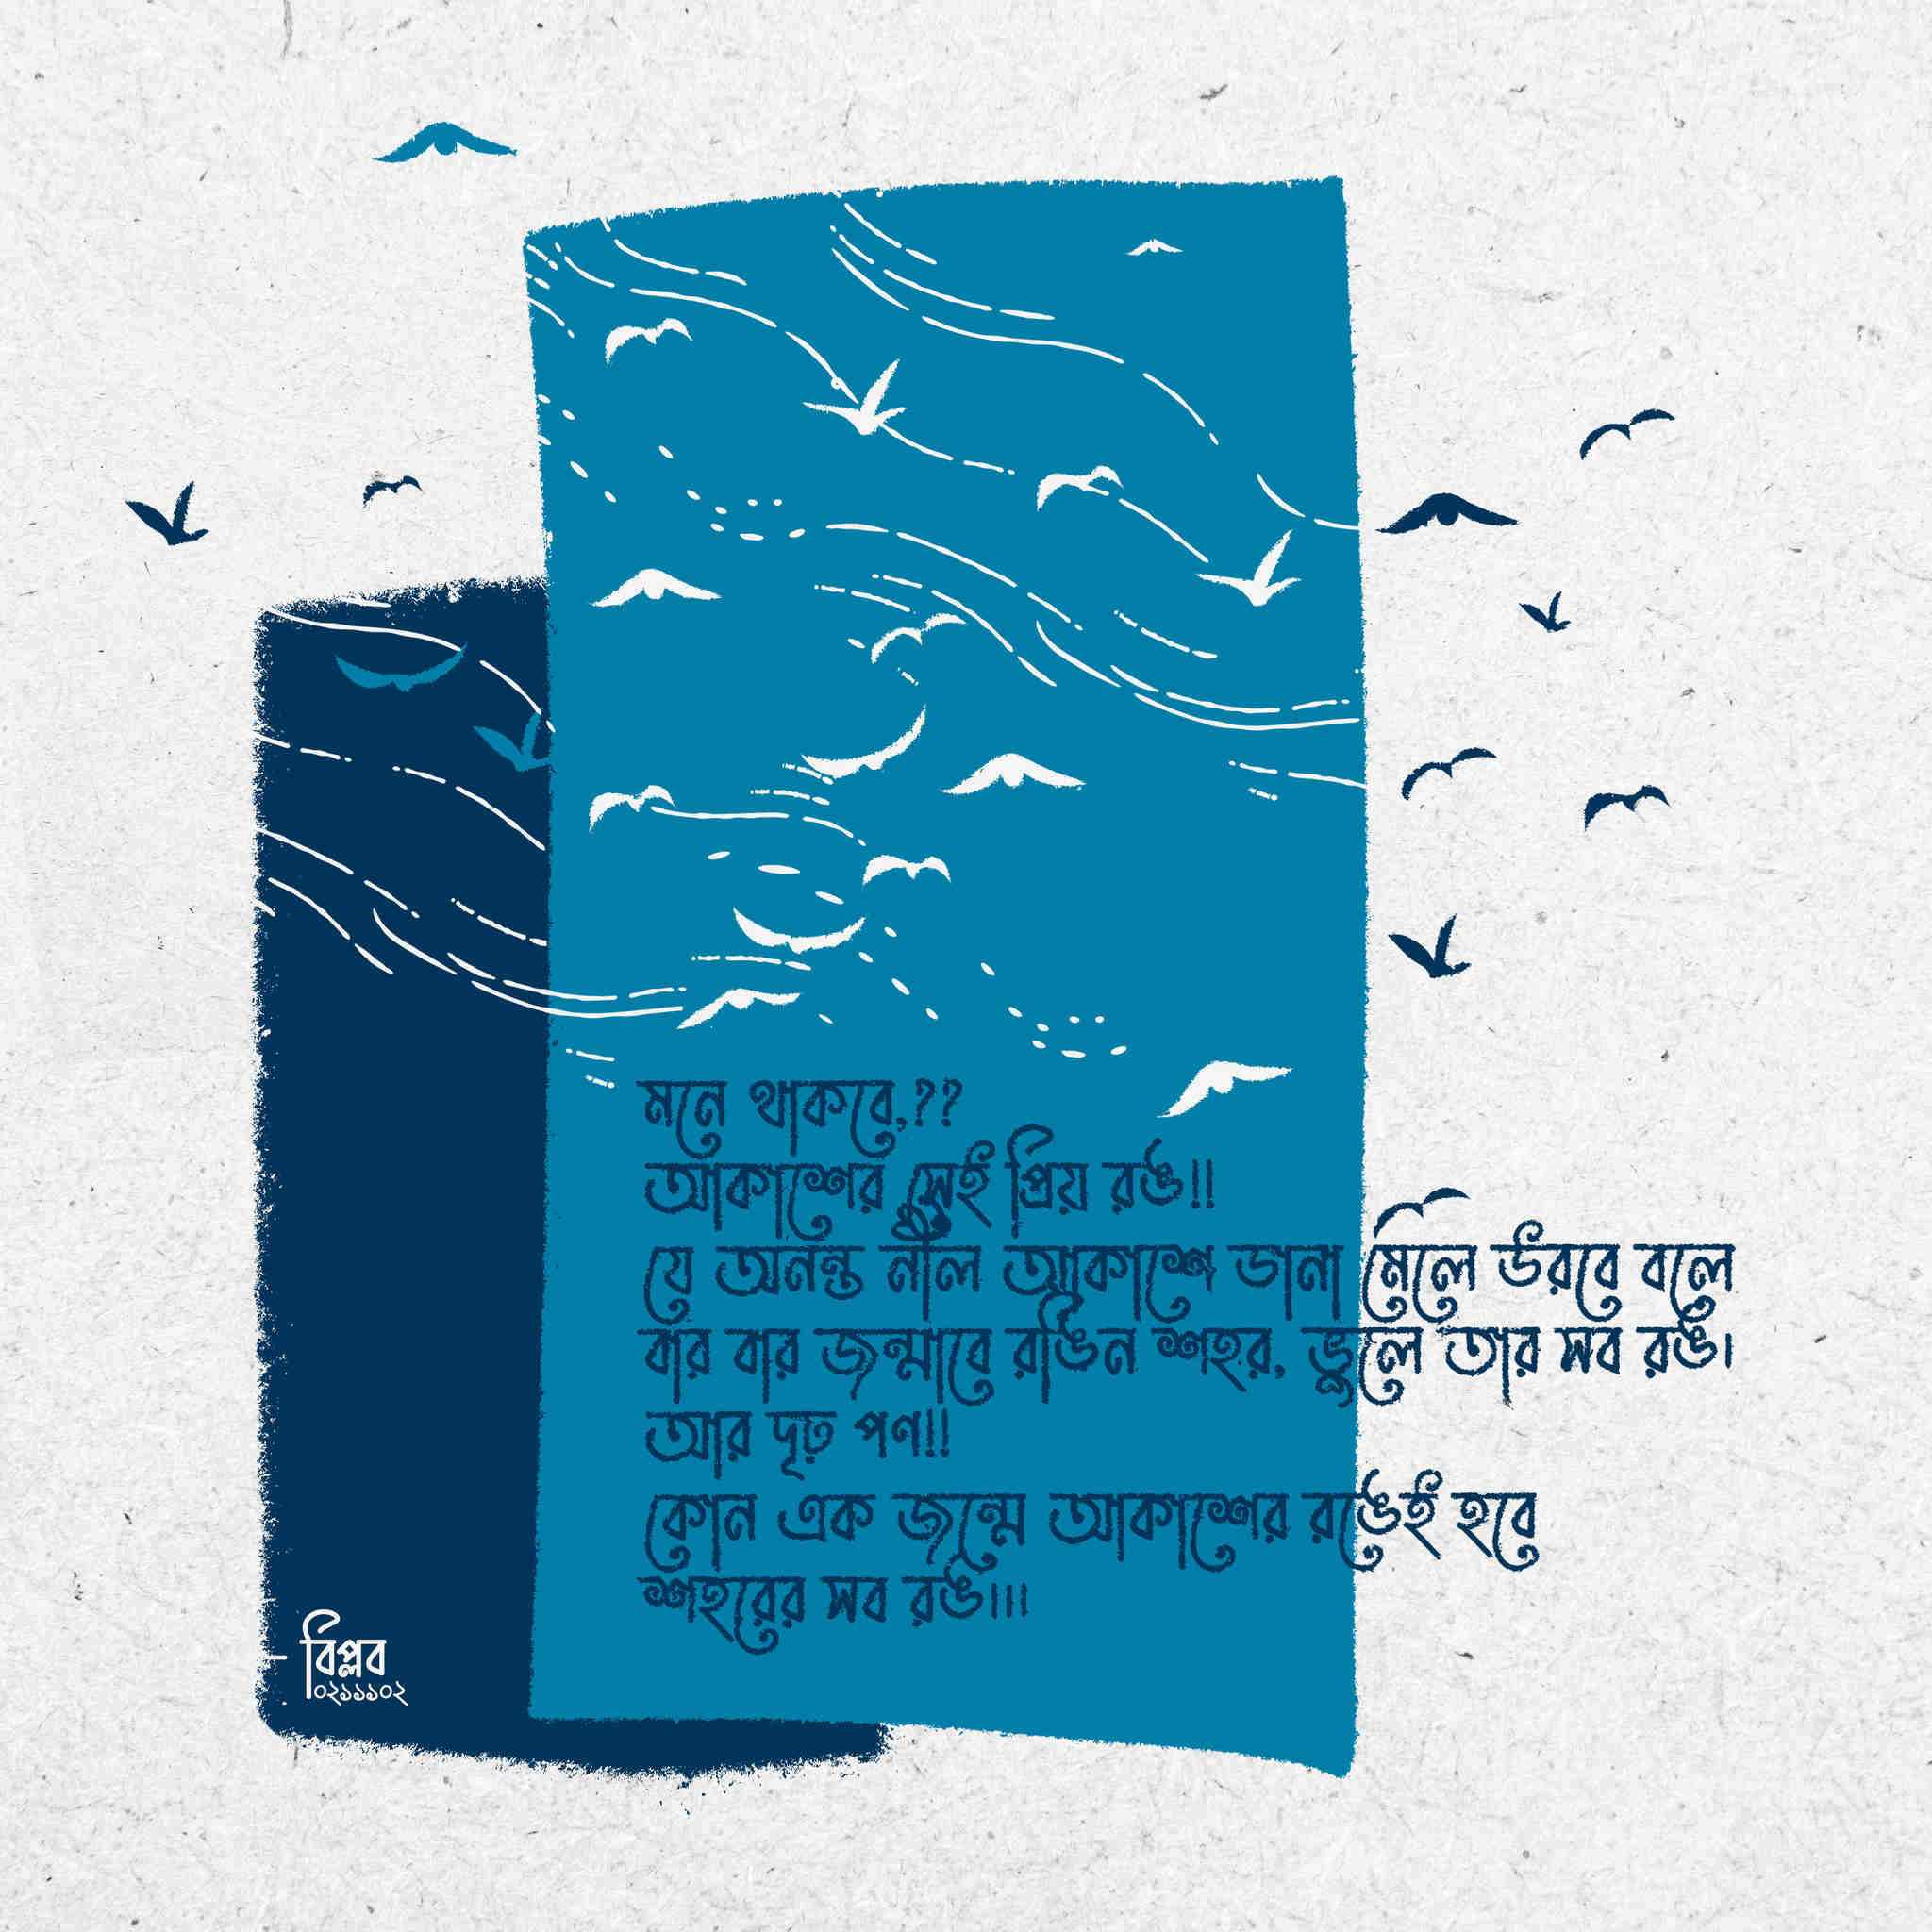 মনে থাকবে,??
আকাশের সেই প্রিয় রঙ!!
যে অনন্ত নীল আকাশে ডানা মেলে উরবে বলে
বার বার জন্মাবে রঙিন শহর, ভুলে তার সব রঙ।
আর দৃঢ় পণ!!
কোন এক জন্মে আকাশের রঙেই হবে
শহরের সব রঙ।।।
- বিপ্লব
০২১১১০২